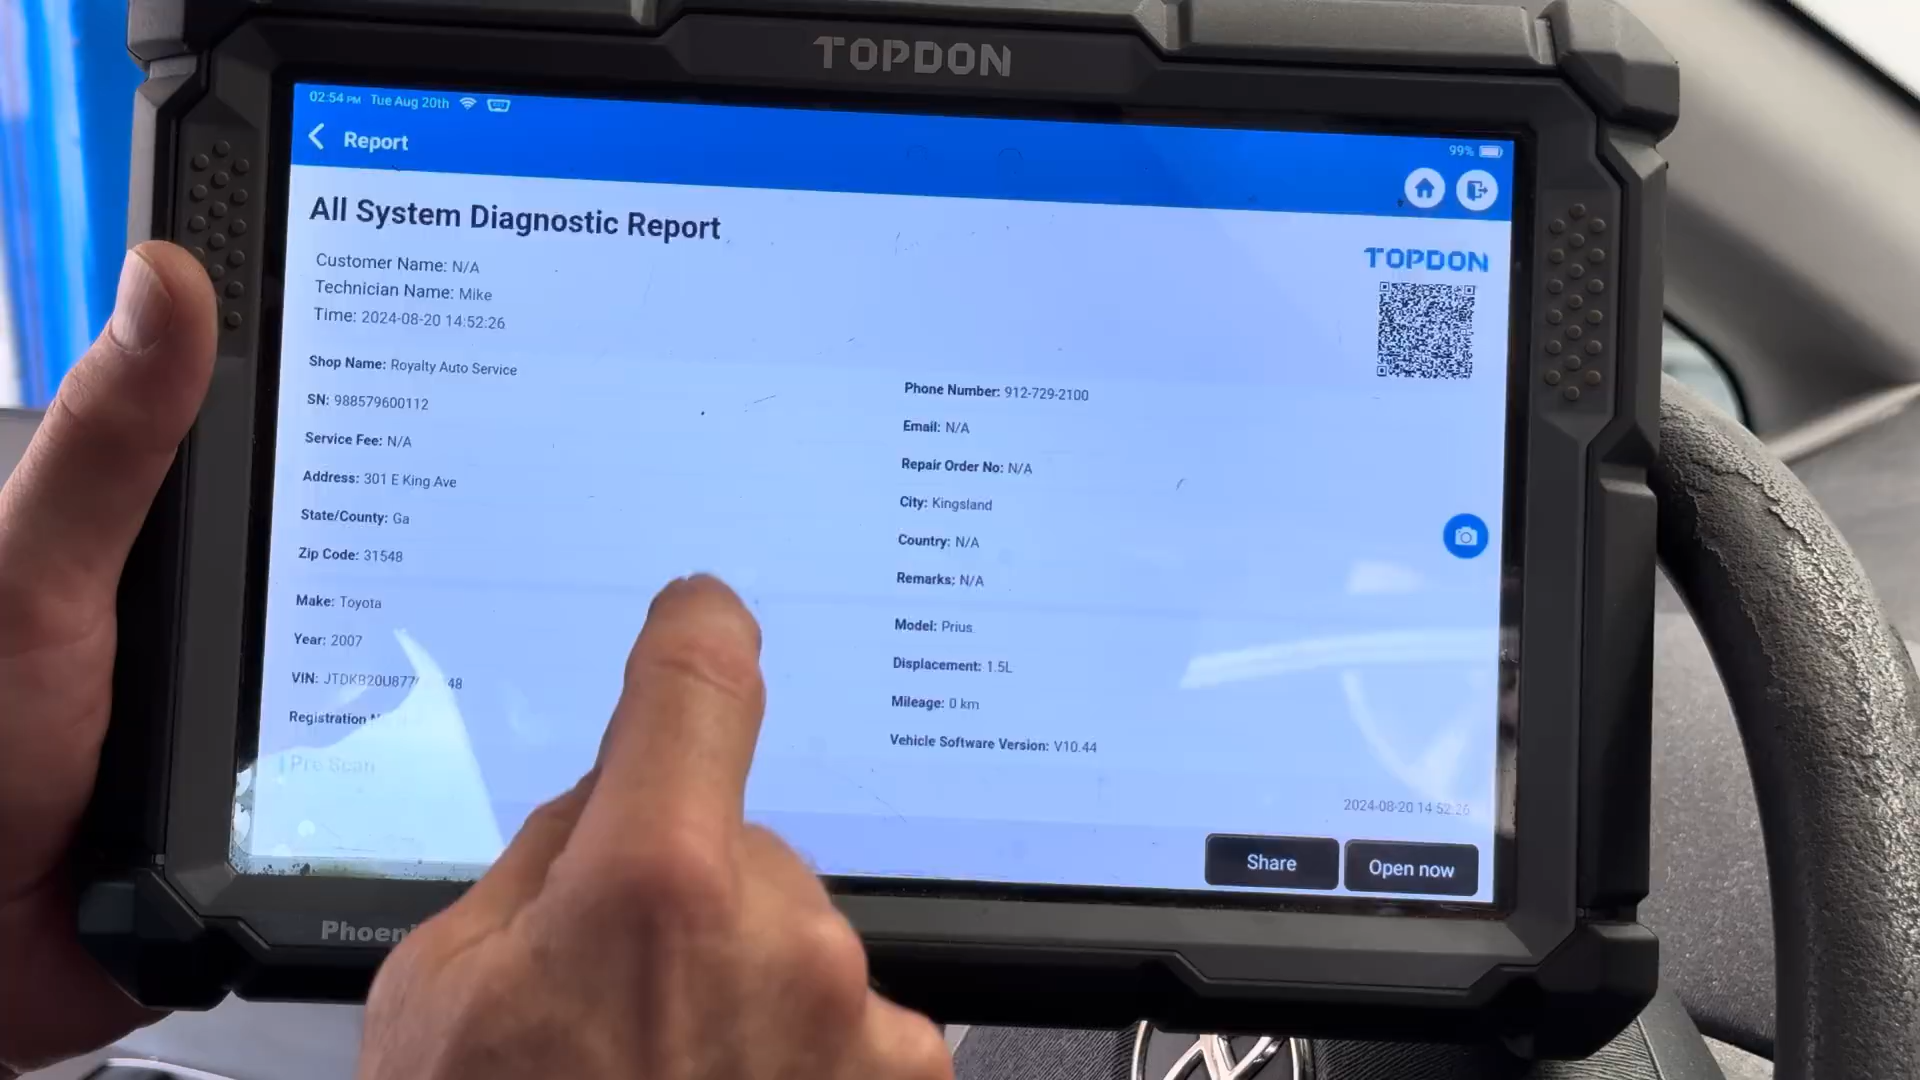 TOPDON
02:54 PM Tue Aug 20th
99%
Report
All System Diagnostic Report
TOPDON
Customer Name: N/A
Technician Name: Mike
Time: 2024-08-20 14:52:26
Shop Name: Royalty Auto Service
Phone Number: 912-729-2100
SN: 988579600112
Email: N/A
Service Fee: N/A
Repair Order No: N/A
Address: 301 E King Ave
City: Kingsland
State/County: Ga
Country: N/A
Zip Code: 31548
Remarks: N/A
Make: Toyota
Model: Prius
Year: 2007
Displacement: 1.5L
VIN: JTDKB20U877 48
Mileage: 0 km
Registration
Vehicle Software Version: V10.44
Pre Scan
2024-08-20 14:52:26
Share
Open now